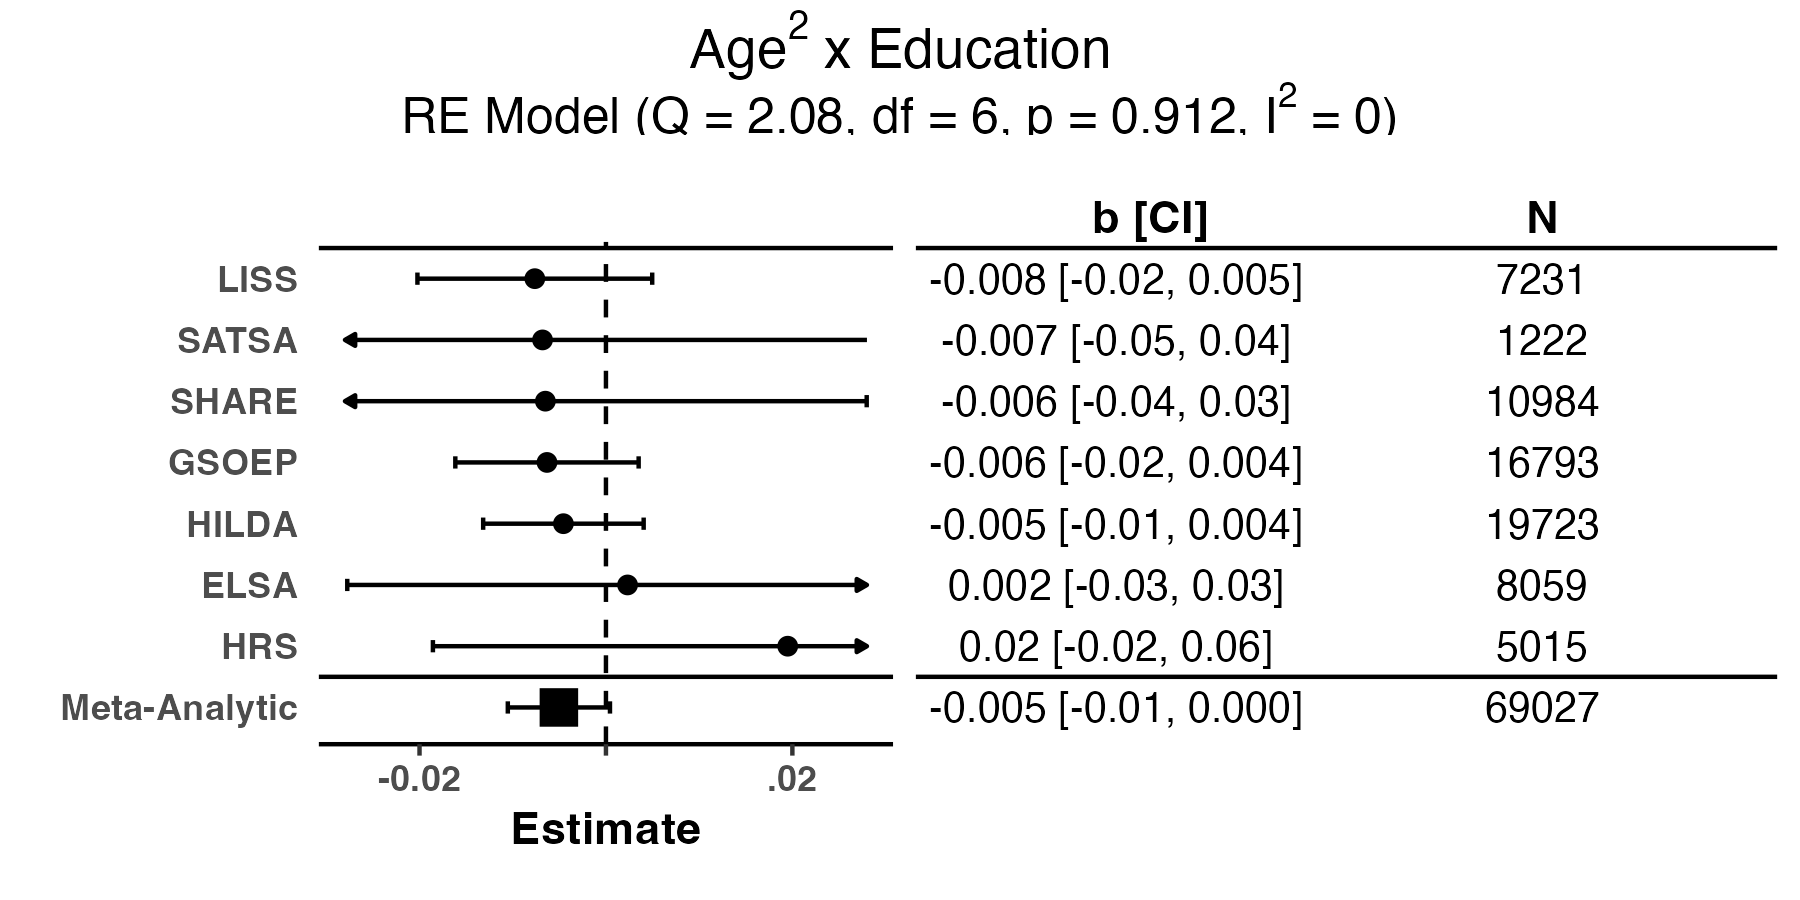 Age² x Education
RE Model (Q = 2.08, df = 6, p = 0.912, I² = 0)
b [CI] N
LISS -0.008 [-0.02, 0.005] 7231
SATSA -0.007 [-0.05, 0.04] 1222
SHARE -0.006 [-0.04, 0.03] 10984
GSOEP -0.006 [-0.02, 0.004] 16793
HILDA -0.005 [-0.01, 0.004] 19723
ELSA 0.002 [-0.03, 0.03] 8059
HRS 0.02 [-0.02, 0.06] 5015
Meta-Analytic -0.005 [-0.01, 0.000] 69027
-0.02 .02
Estimate